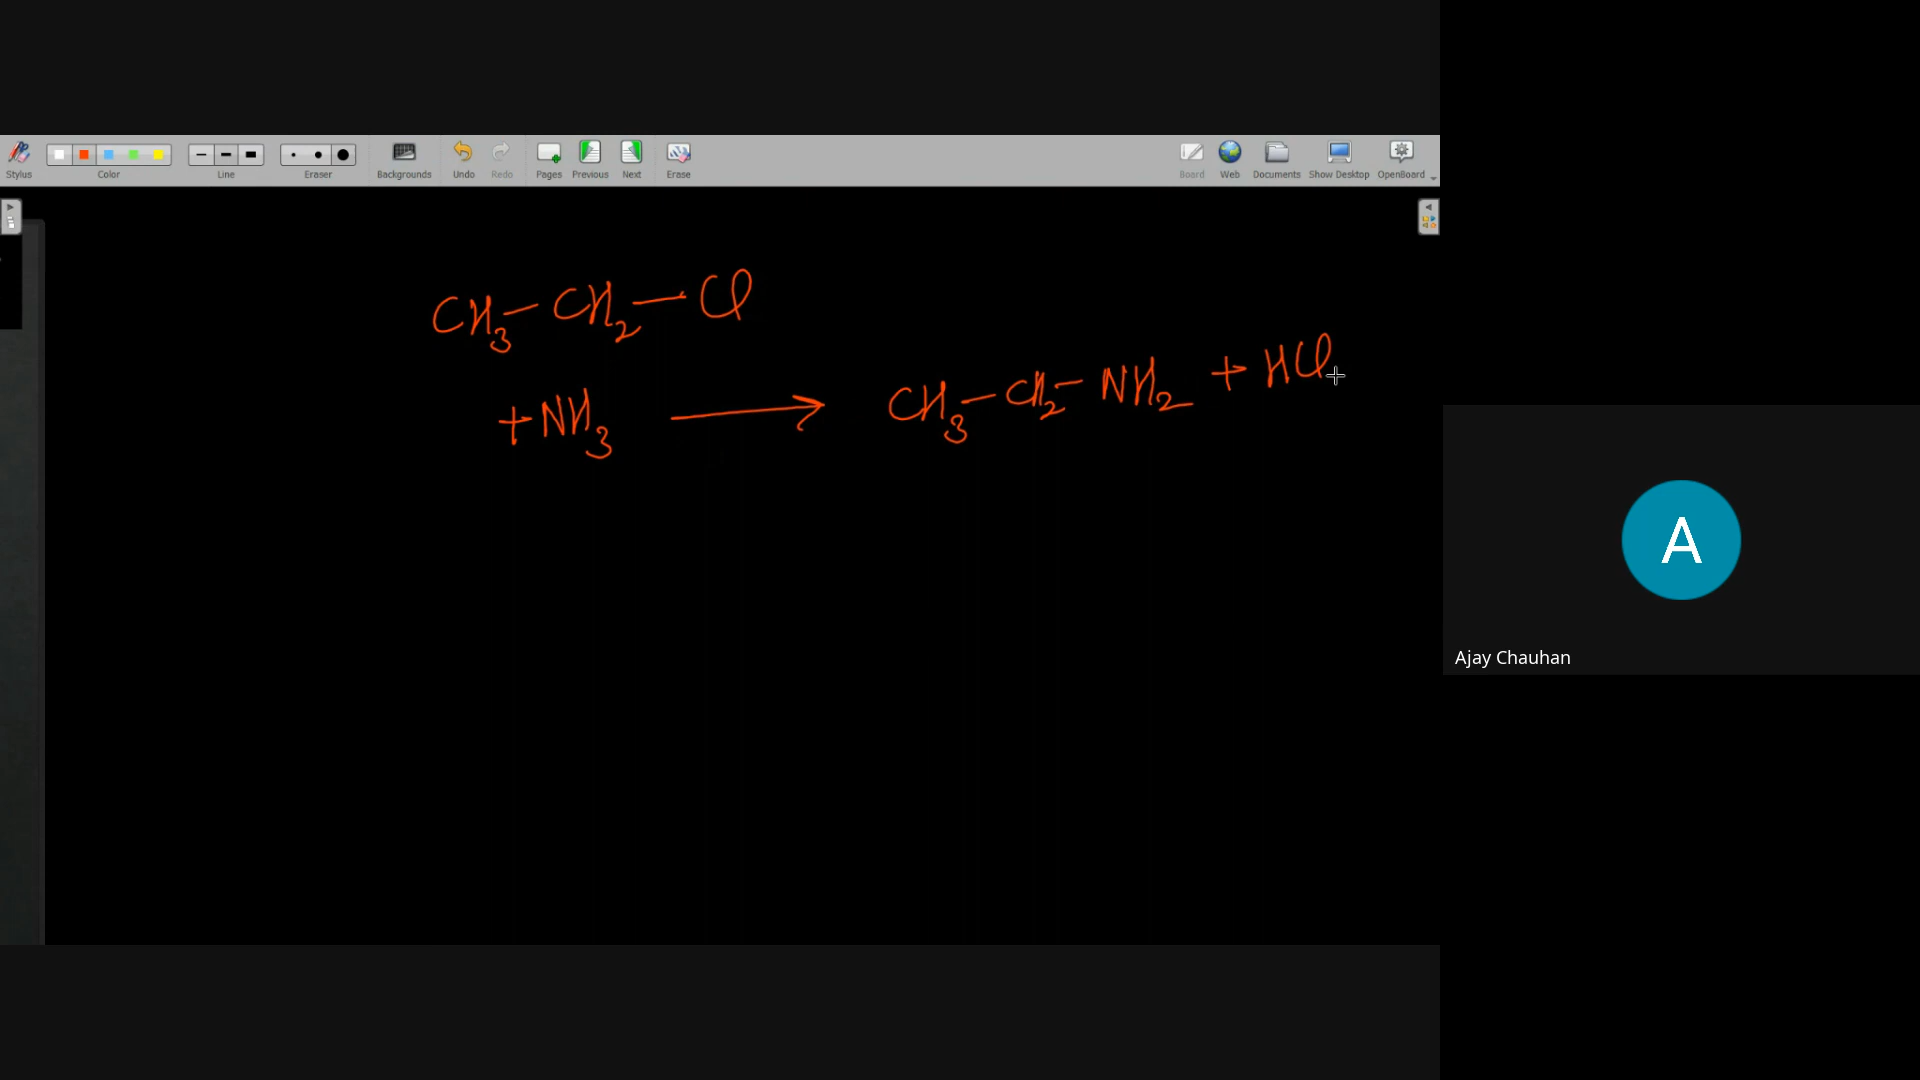 Stylus Color Line Eraser Backgrounds Undo Redo Pages Previous Next Erase Board Web Documents Show Desktop OpenBoard
CH₃-CH₂-Cl
+NH₃ → CH₃-CH₂-NH₂ + HCl
A
Ajay Chauhan